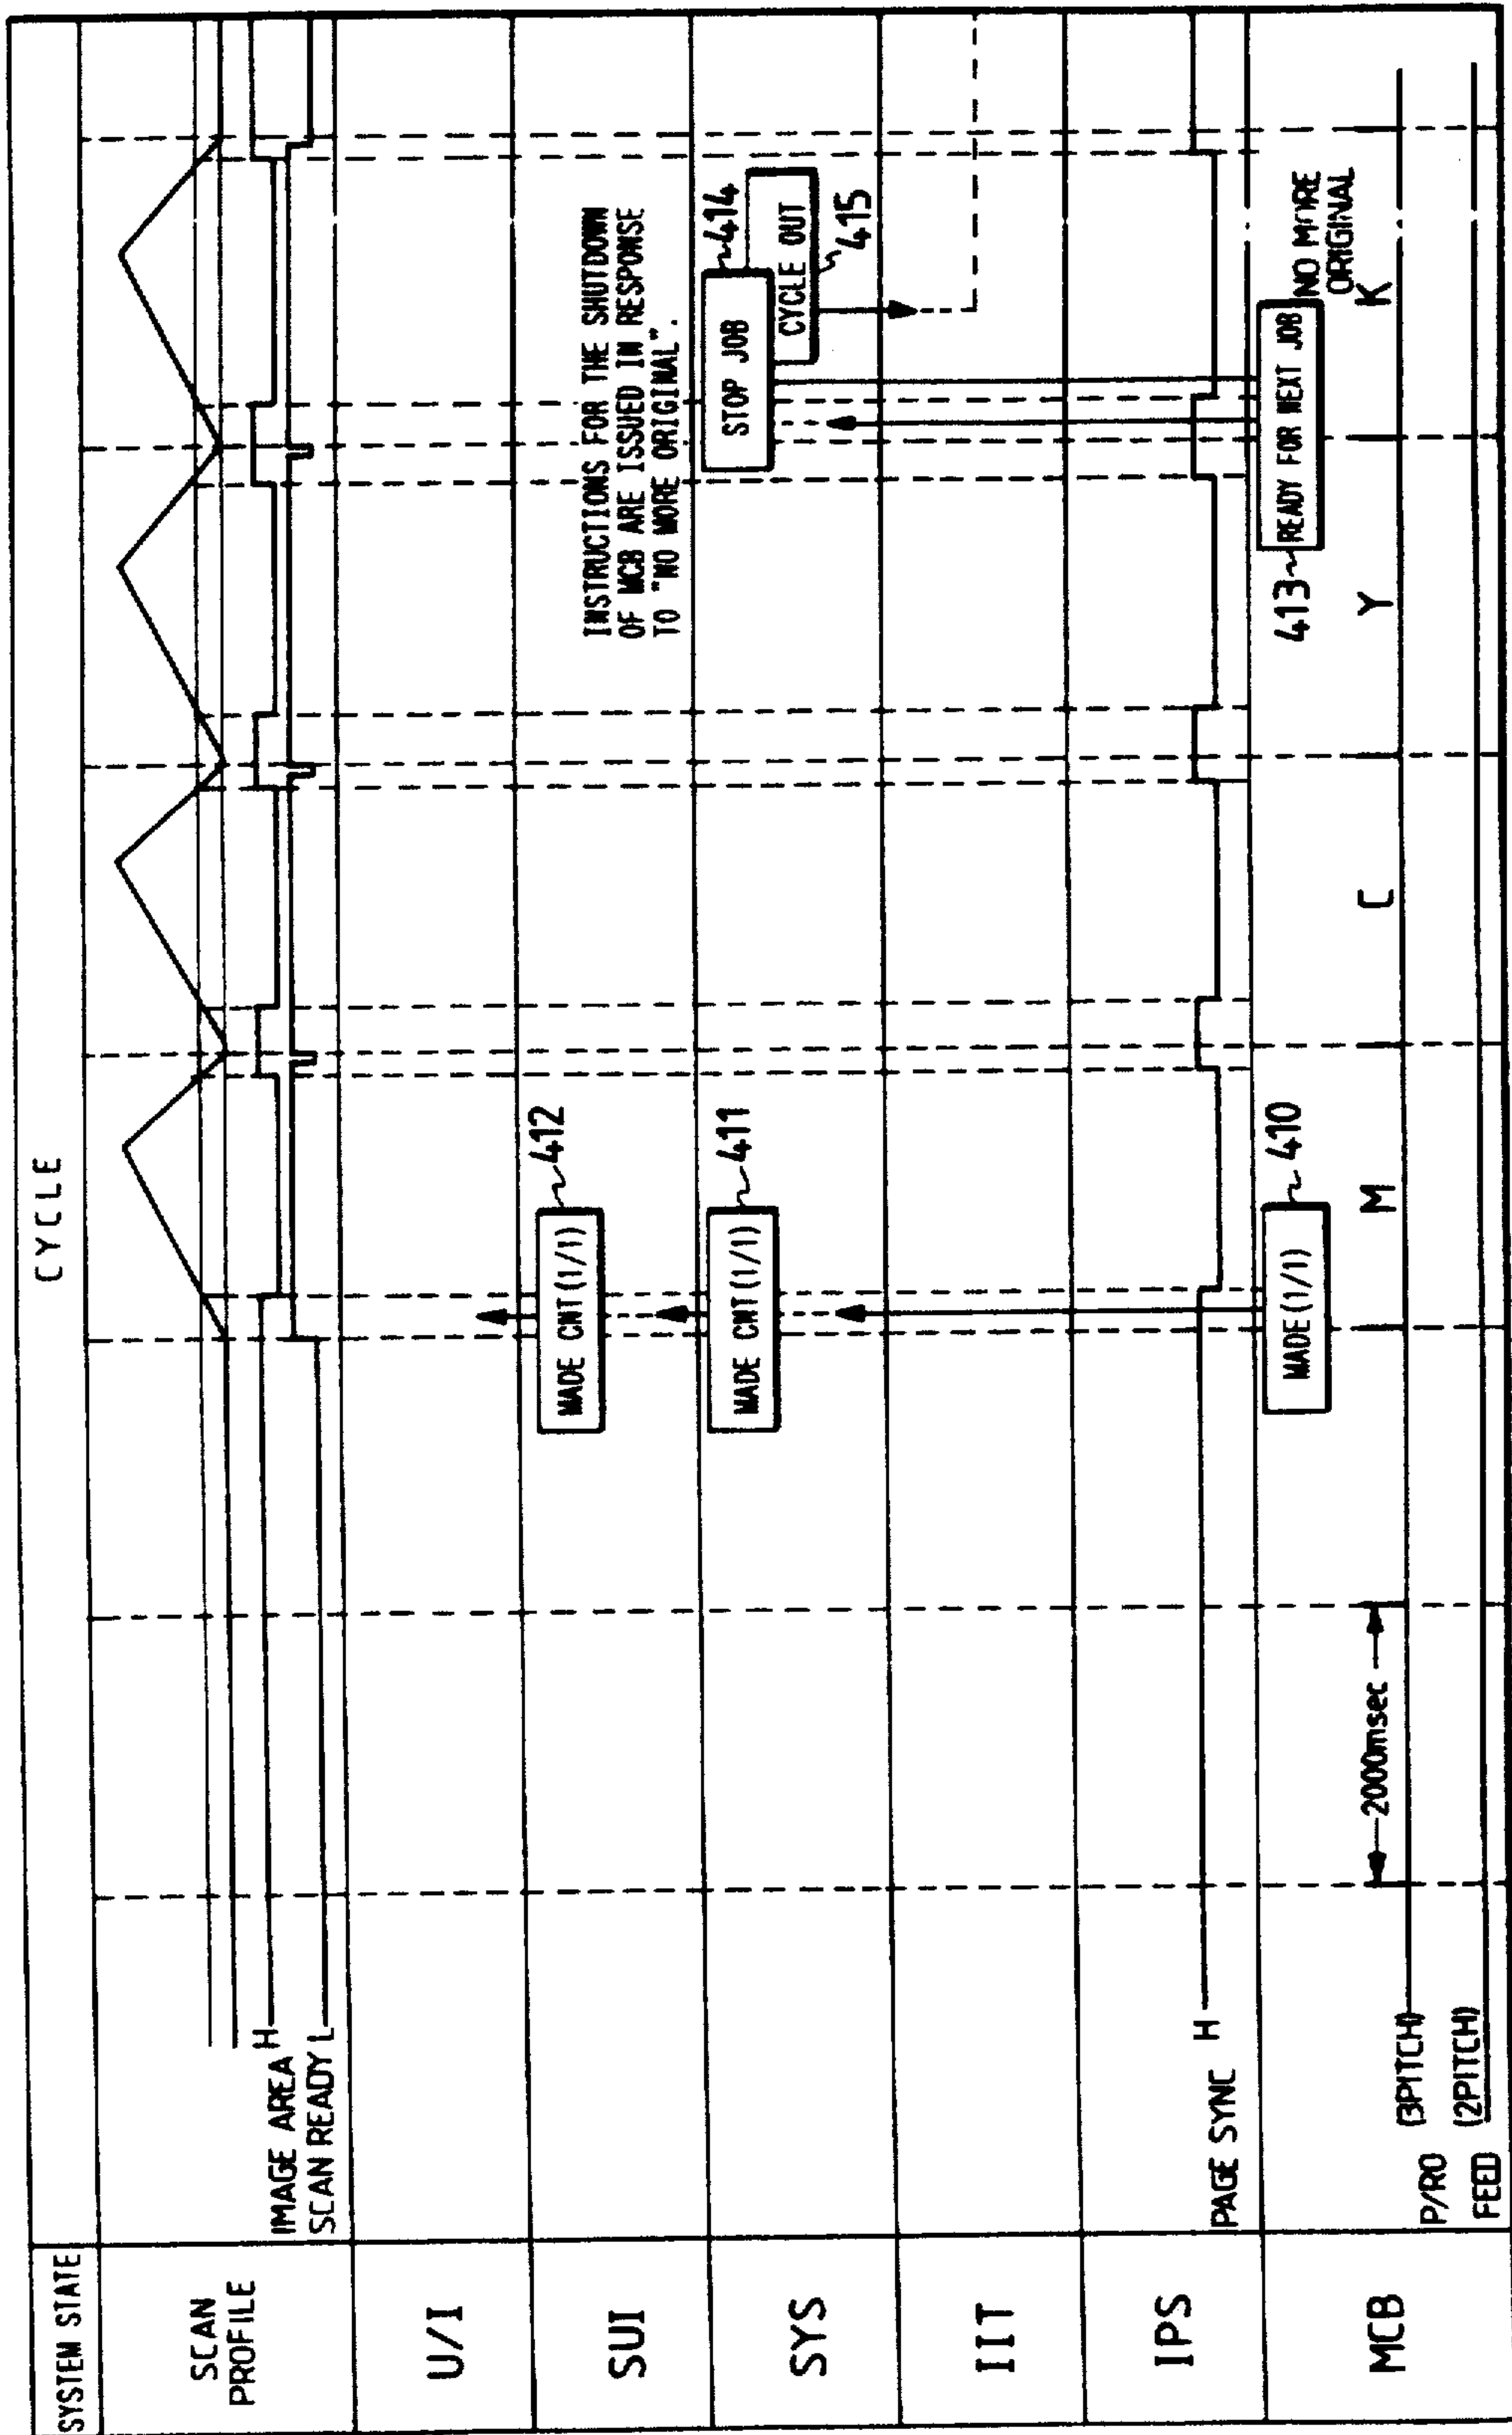 SYSTEM STATE
CYCLE
SCAN
PROFILE
IMAGE AREA H
SCAN READY L
U/I
SUI
MADE CNT(1/1)
412
INSTRUCTIONS FOR THE SHUTDOWN
OF MCB ARE ISSUED IN RESPONSE
TO "NO MORE ORIGINAL".
SYS
MADE CNT(1/1)
411
STOP JOB
414
CYCLE OUT
415
IIT
IPS
PAGE SYNC H
MCB
MADE(1/1)
410
413
READY FOR NEXT JOB
NO MORE
ORIGINAL
2000msec
M
C
Y
K
P/RO (3PITCH)
FEED (2PITCH)